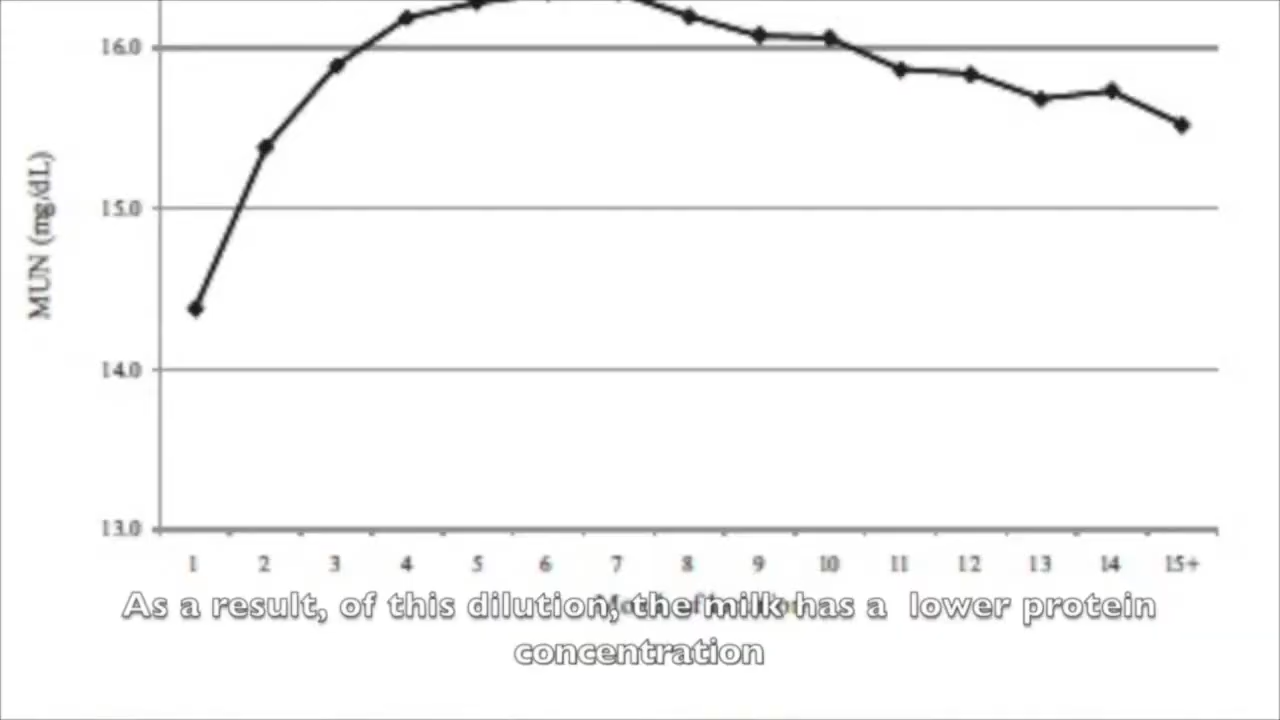 16.0
15.0
14.0
13.0
MUN (mg/dL)
1 2 3 4 5 6 7 8 9 10 11 12 13 14 15+
As a result, of this dilution, the milk has a lower protein
concentration